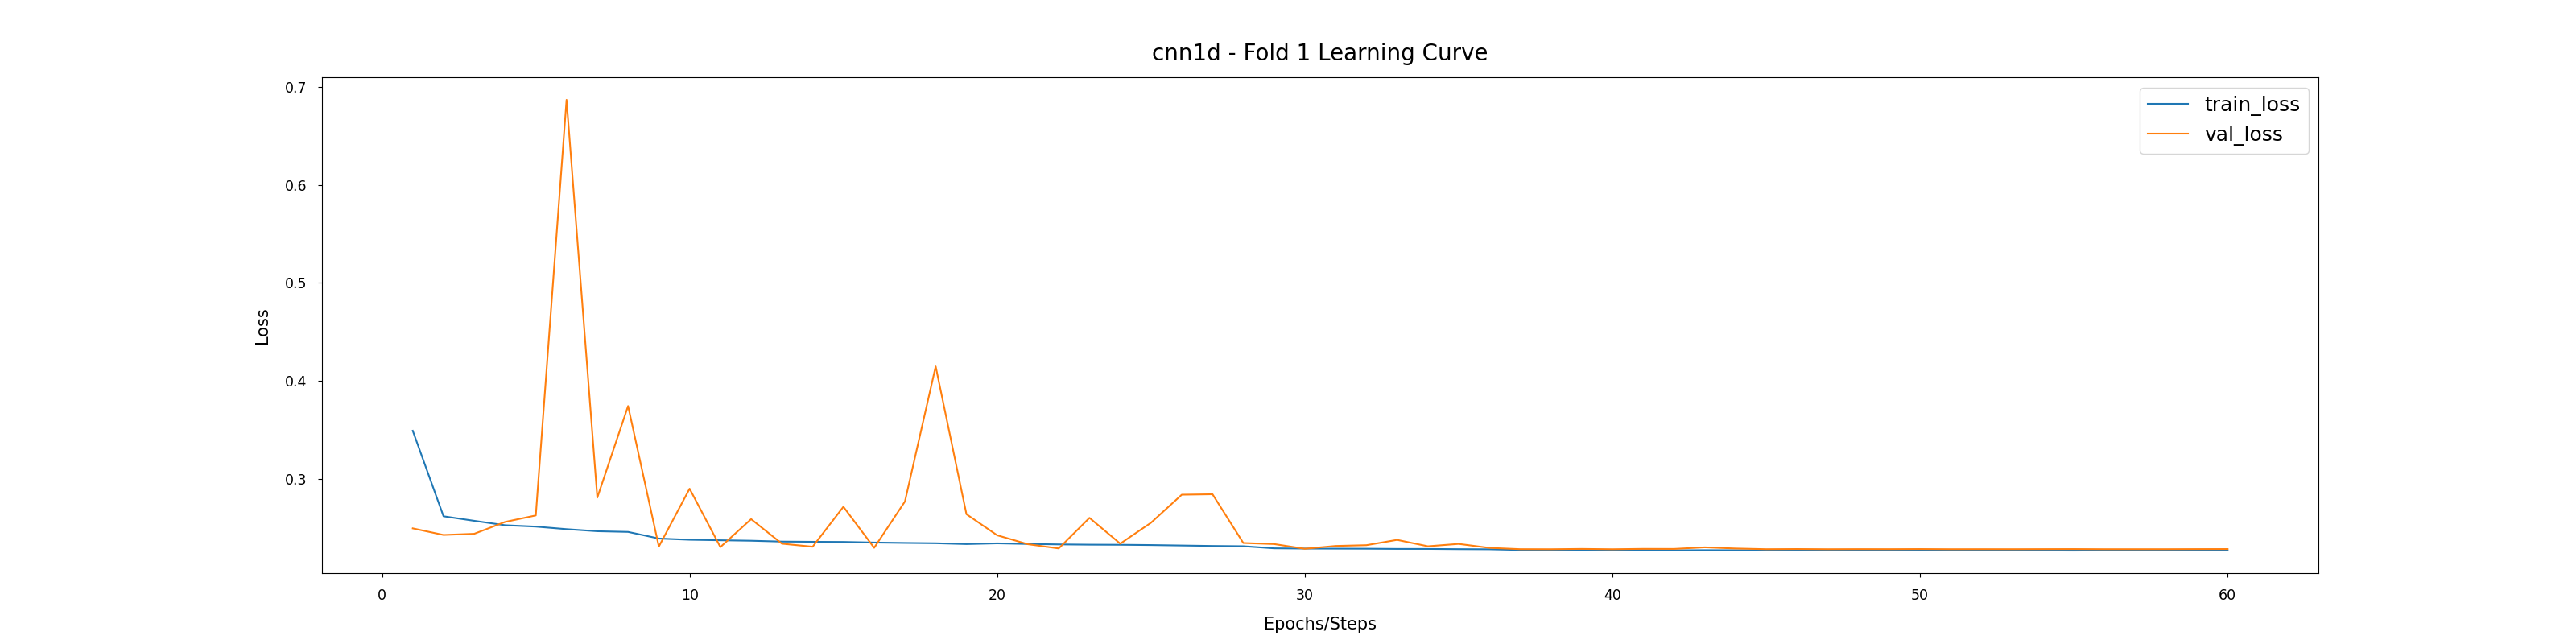 cnn1d - Fold 1 Learning Curve
0.7
0.6
0.5
0.4
0.3
Loss
train_loss
val_loss
0 10 20 30 40 50 60
Epochs/Steps